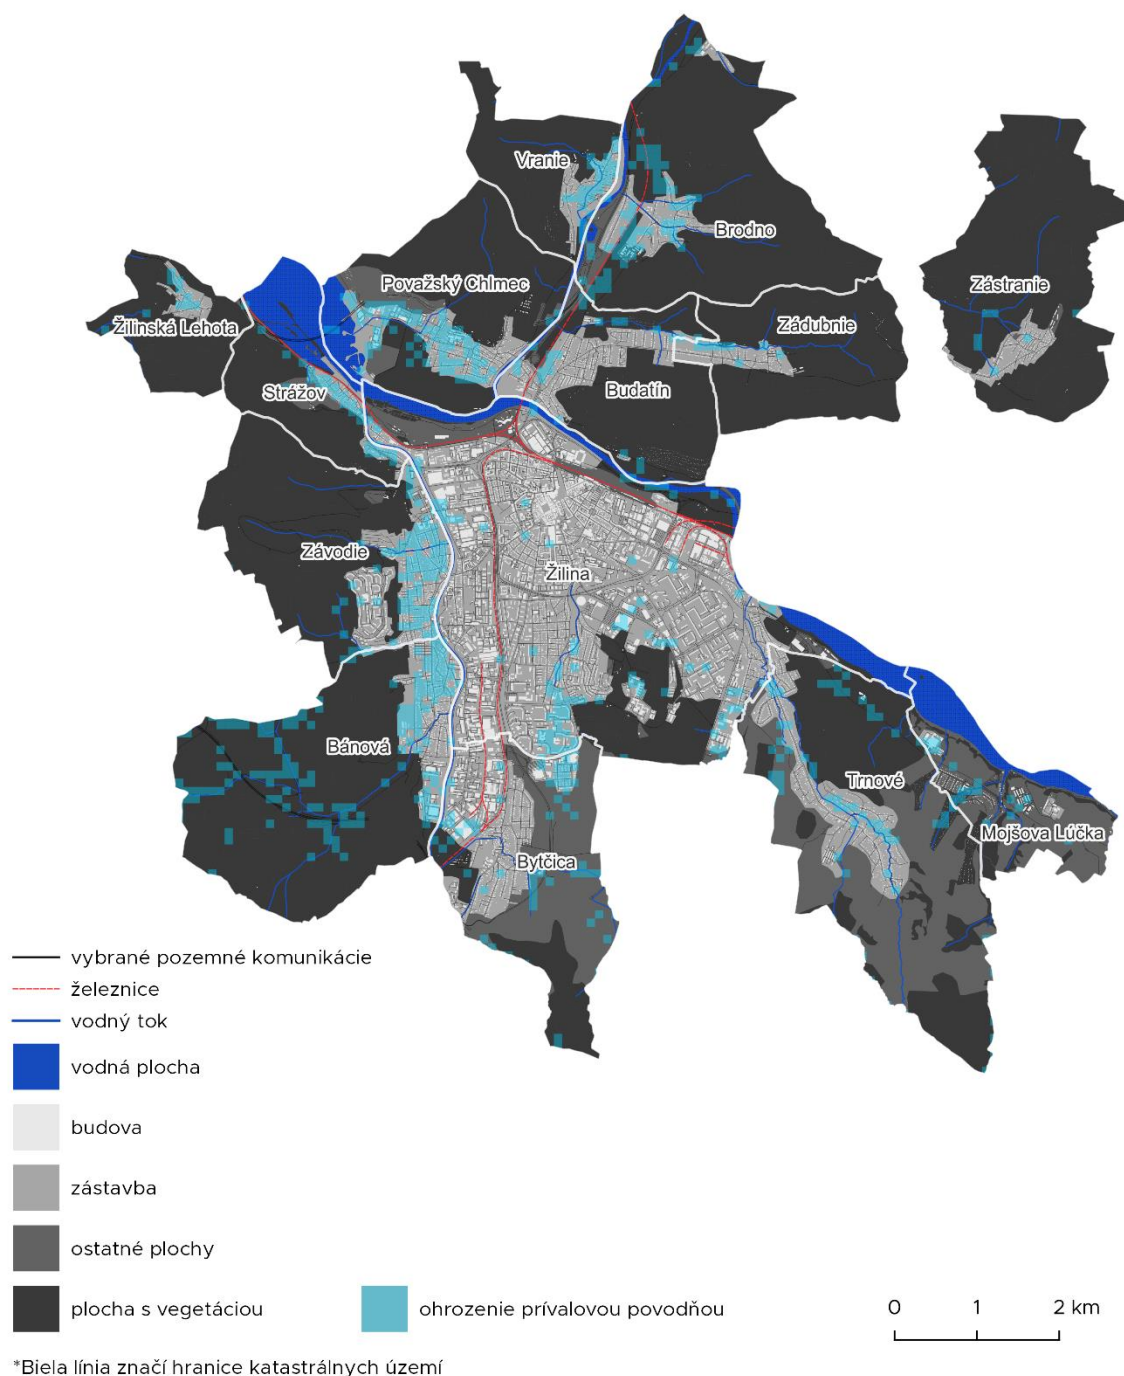 Vranie
Brodno
Považský Chlmec
Zástranie
Žilinská Lehota
Zádubnie
Strážov
Budatín
Závodie
Žilina
Bánová
Trnové
Mojšova Lúčka
Bytčica
vybrané pozemné komunikácie
železnice
vodný tok
vodná plocha
budova
zástavba
ostatné plochy
plocha s vegetáciou
ohrozenie prívalovou povodňou
0 1 2 km
*Biela línia značí hranice katastrálnych území